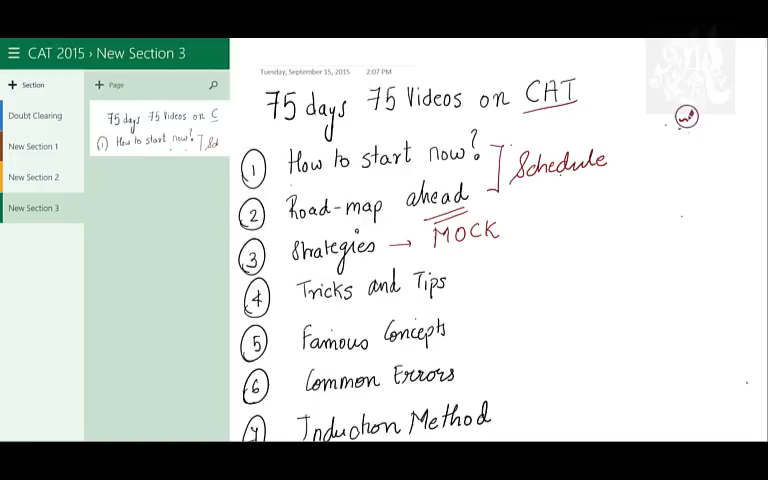 ☰ CAT 2015 › New Section 3
+ Section
+ Page
Doubt Clearing
New Section 1
New Section 2
New Section 3
75 days 75 Videos on C
① How to start now? ] Sch
Tuesday, September 15, 2015 2:07 PM
75 days 75 Videos on CAT
① How to start now? ] Schedule
② Road-map ahead
③ Strategies → MOCK
④ Tricks and Tips
⑤ Famous Concepts
⑥ Common Errors
⑦ Induction Method